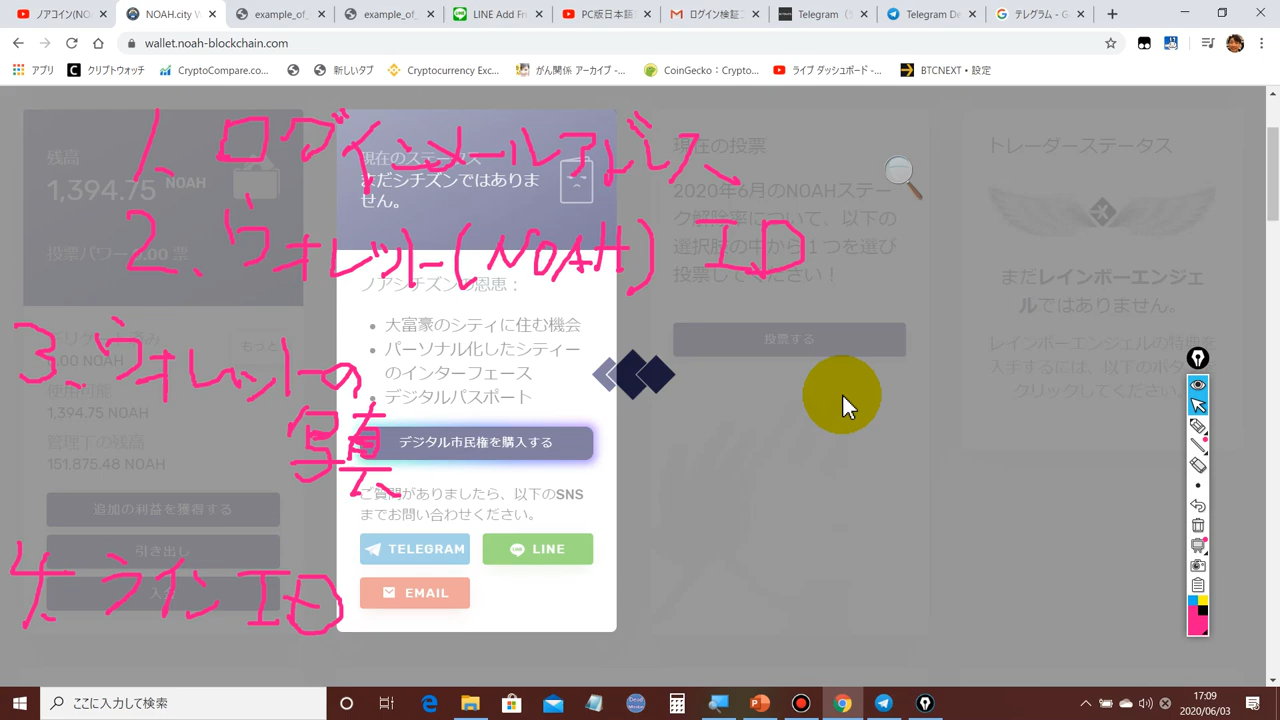 ノアコイン(NO
NOAH.city W
example_of_
example_of_
LINE Add Fr
PC版日本語
ログイン検証コ
Telegram (
Telegram De
テレグラム - G
wallet.noah-blockchain.com
アプリ
クリプトウォッチ
CryptoCompare.co...
新しいタブ
Cryptocurrency Exc...
がん関係 アーカイブ -...
CoinGecko：Crypto...
ライブ ダッシュボード -...
BTCNEXT • 設定
1、ログインメールアドレス、
2、ウォレット(NOAH) ID
3、ウォレットの
写真、
4、ラインID
残高
1,394.75 NOAH
投票パワー 0.00 票
もっと
0.00 NOAH
使用可能
1,394.75 NOAH
管理下の残高
151,875.48 NOAH
追加の利益を獲得する
引き出し
入金
現在のステータス
まだシチズンではありま
せん。
ノアシチズンの恩恵：
• 大富豪のシティに住む機会
• パーソナル化したシティー
のインターフェース
• デジタルパスポート
デジタル市民権を購入する
ご質問がありましたら、以下のSNS
までお問い合わせください。
TELEGRAM
LINE
EMAIL
現在の投票
2020年6月のNOAHステー
ク解除率について、以下の
選択肢の中から１つを選び
投票してください！
投票する
トレーダーステータス
まだレインボーエンジェ
ルではありません。
レインボーエンジェルの特典を
入手するには、以下のボタンを
クリックしてください。
ここに入力して検索
17:09
2020/06/03